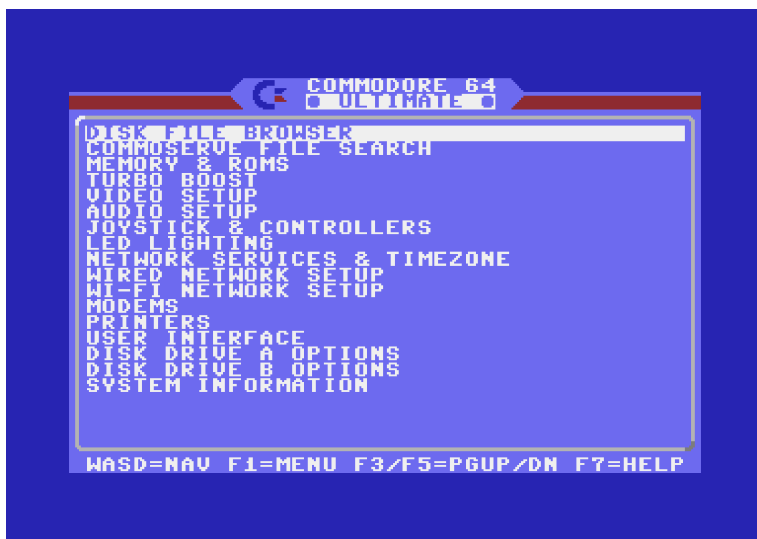 COMMODORE 64
ULTIMATE
DISK FILE BROWSER
COMMOSERVE FILE SEARCH
MEMORY & ROMS
TURBO BOOST
VIDEO SETUP
AUDIO SETUP
JOYSTICK & CONTROLLERS
LED LIGHTING
NETWORK SERVICES & TIMEZONE
WIRED NETWORK SETUP
WI-FI NETWORK SETUP
MODEMS
PRINTERS
USER INTERFACE
DISK DRIVE A OPTIONS
DISK DRIVE B OPTIONS
SYSTEM INFORMATION
WASD=NAV F1=MENU F3/F5=PGUP/DN F7=HELP